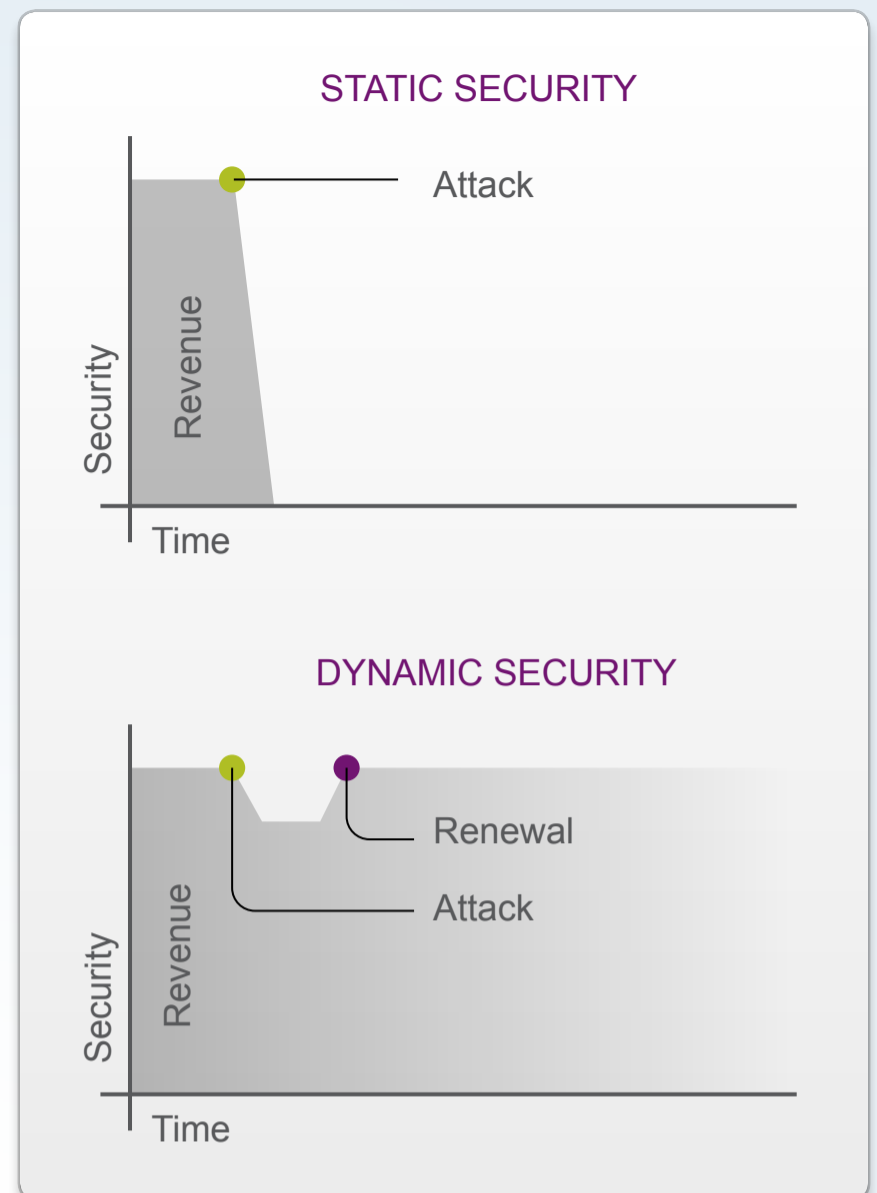 STATIC SECURITY
Attack
Revenue
Security
Time
DYNAMIC SECURITY
Renewal
Attack
Revenue
Security
Time